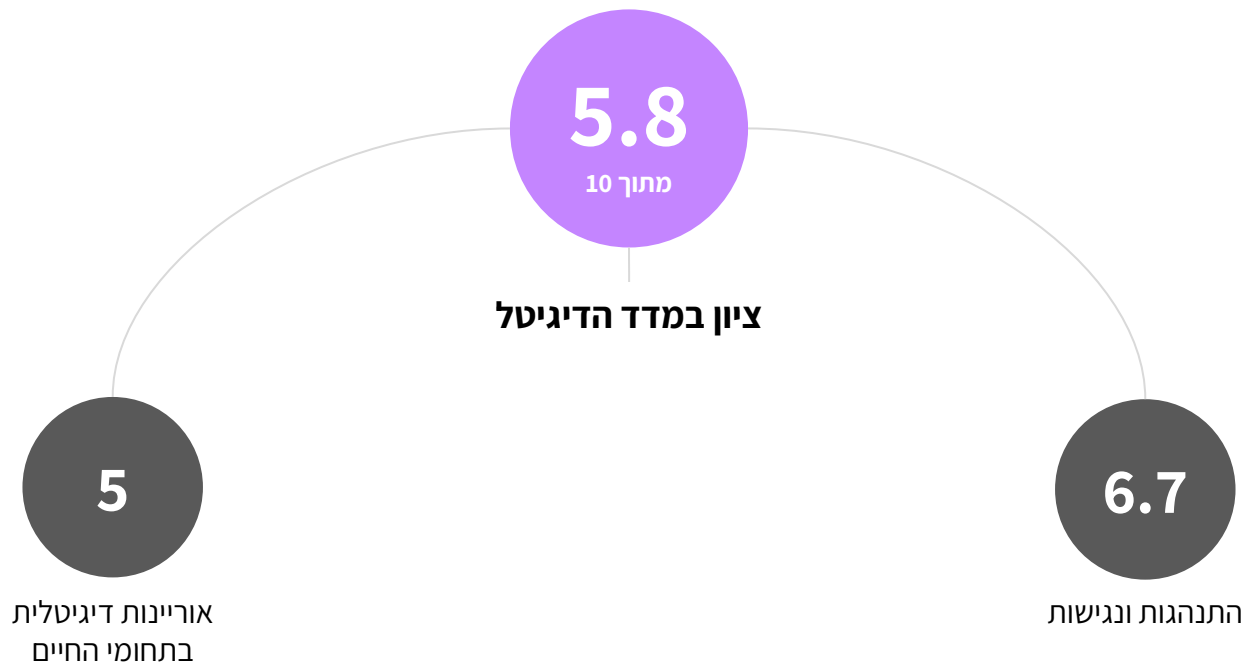 5.8
מתוך 10
ציון במדד הדיגיטל
6.7
התנהגות ונגישות
5
אוריינות דיגיטלית
בתחומי החיים